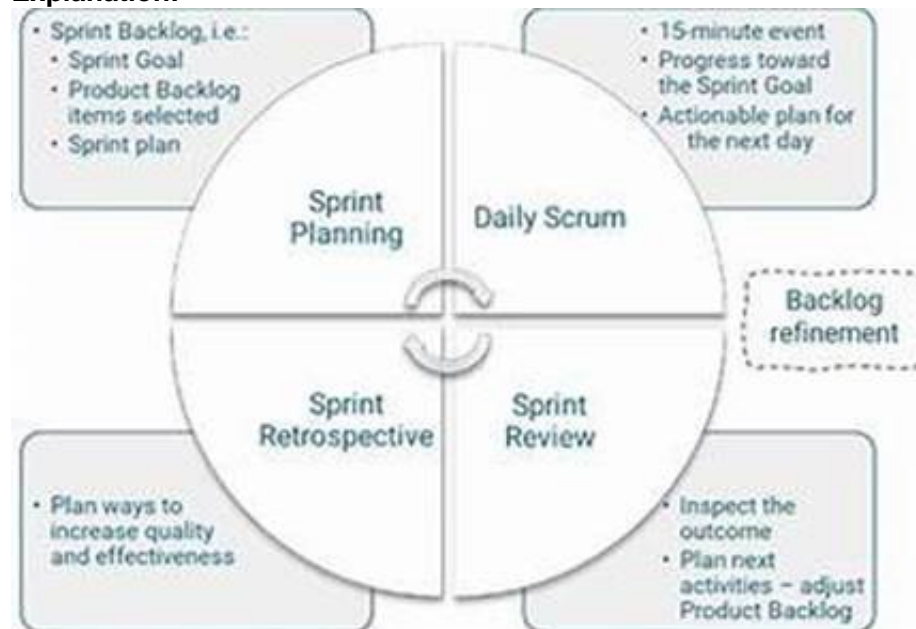 Explanation:
• Sprint Backlog, i.e.:
• Sprint Goal
• Product Backlog
items selected
• Sprint plan
• 15-minute event
• Progress toward
the Sprint Goal
• Actionable plan for
the next day
Sprint
Planning
Daily Scrum
Backlog
refinement
Sprint
Retrospective
Sprint
Review
• Plan ways to
increase quality
and effectiveness
• Inspect the
outcome
• Plan next
activities – adjust
Product Backlog